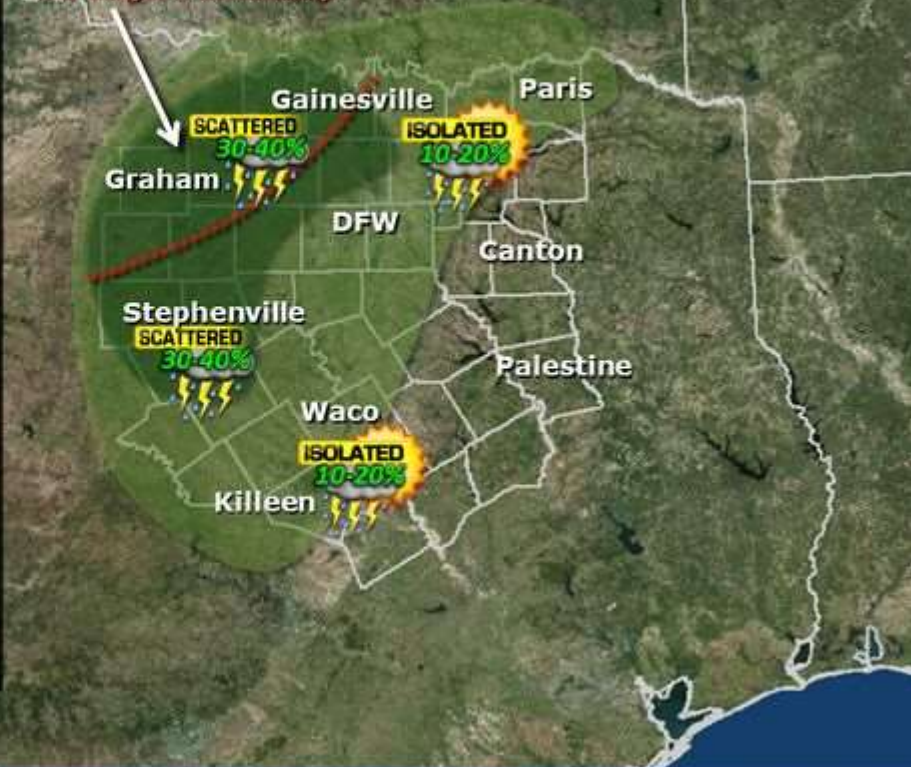 Paris
Gainesville
SCATTERED
30-40%
ISOLATED
10-20%
Graham
DFW
Canton
Stephenville
SCATTERED
30-40%
Palestine
Waco
ISOLATED
10-20%
Killeen